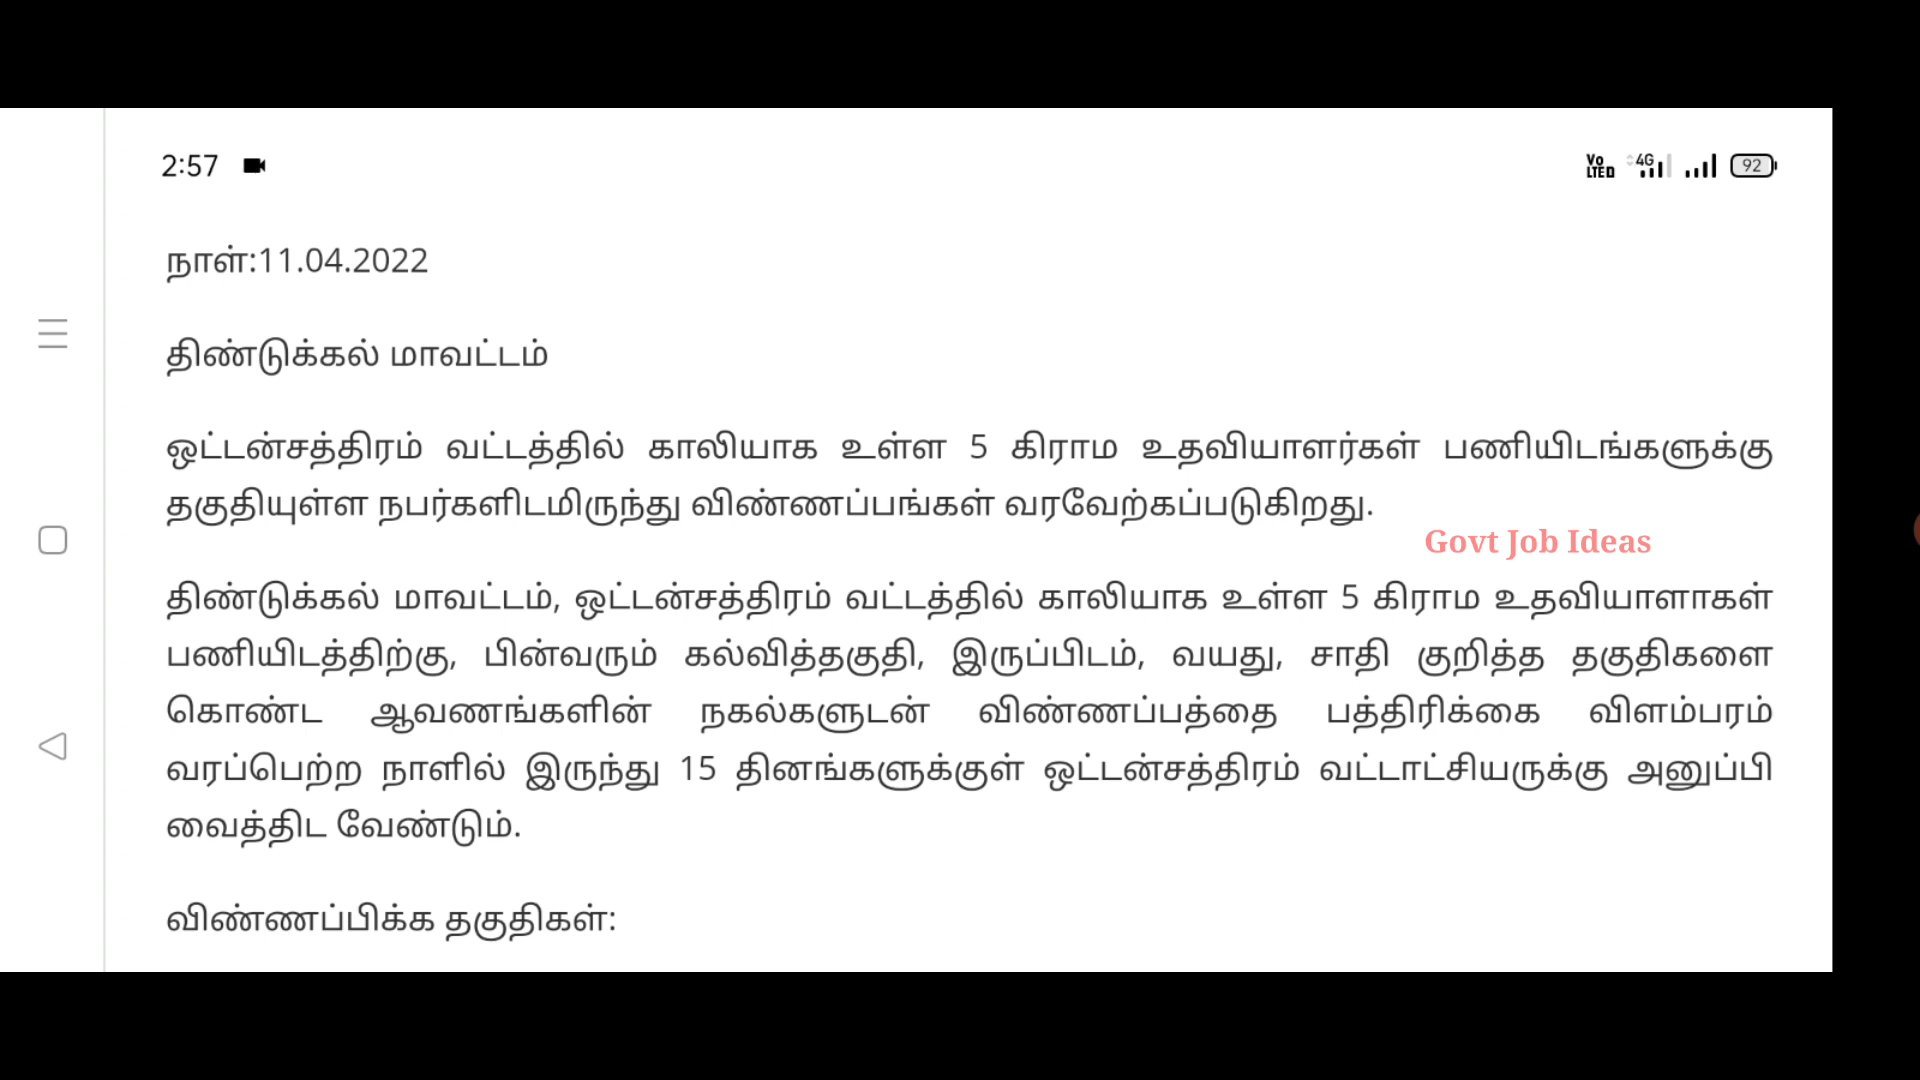 2:57
Vo LTE 4G 92
நாள்:11.04.2022
திண்டுக்கல் மாவட்டம்
ஒட்டன்சத்திரம் வட்டத்தில் காலியாக உள்ள 5 கிராம உதவியாளர்கள் பணியிடங்களுக்கு
தகுதியுள்ள நபர்களிடமிருந்து விண்ணப்பங்கள் வரவேற்கப்படுகிறது.
Govt Job Ideas
திண்டுக்கல் மாவட்டம், ஒட்டன்சத்திரம் வட்டத்தில் காலியாக உள்ள 5 கிராம உதவியாளாகள்
பணியிடத்திற்கு, பின்வரும் கல்வித்தகுதி, இருப்பிடம், வயது, சாதி குறித்த தகுதிகளை
கொண்ட ஆவணங்களின் நகல்களுடன் விண்ணப்பத்தை பத்திரிக்கை விளம்பரம்
வரப்பெற்ற நாளில் இருந்து 15 தினங்களுக்குள் ஒட்டன்சத்திரம் வட்டாட்சியருக்கு அனுப்பி
வைத்திட வேண்டும்.
விண்ணப்பிக்க தகுதிகள்: